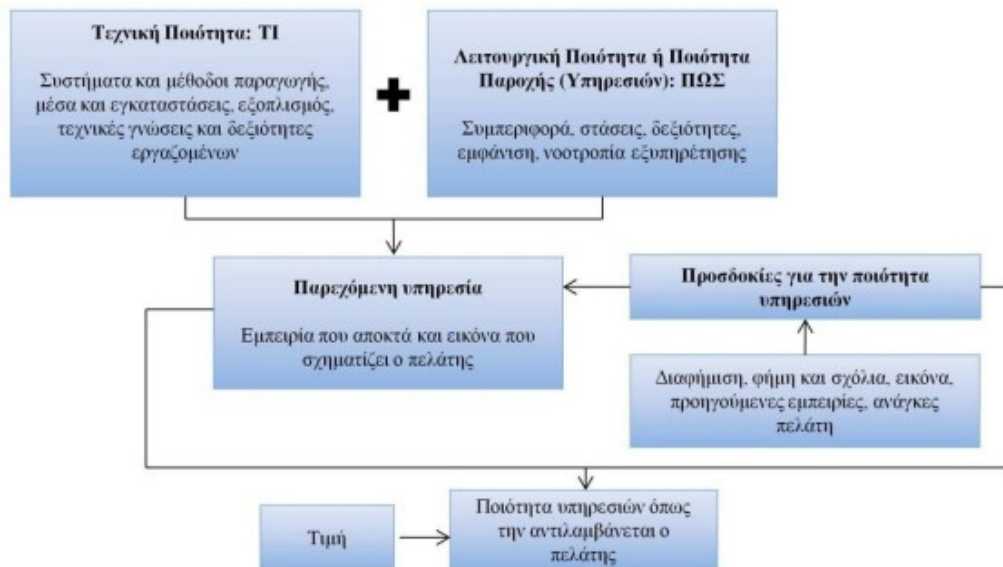 Τεχνική Ποιότητα: ΤΙ
Συστήματα και μέθοδοι παραγωγής,
μέσα και εγκαταστάσεις, εξοπλισμός,
τεχνικές γνώσεις και δεξιότητες
εργαζομένων
Λειτουργική Ποιότητα ή Ποιότητα
Παροχής (Υπηρεσιών): ΠΩΣ
Συμπεριφορά, στάσεις, δεξιότητες,
εμφάνιση, νοοτροπία εξυπηρέτησης
Παρεχόμενη υπηρεσία
Εμπειρία που αποκτά και εικόνα που
σχηματίζει ο πελάτης
Προσδοκίες για την ποιότητα
υπηρεσιών
Διαφήμιση, φήμη και σχόλια, εικόνα,
προηγούμενες εμπειρίες, ανάγκες
πελάτη
Τιμή
Ποιότητα υπηρεσιών όπως
την αντιλαμβάνεται ο
πελάτης